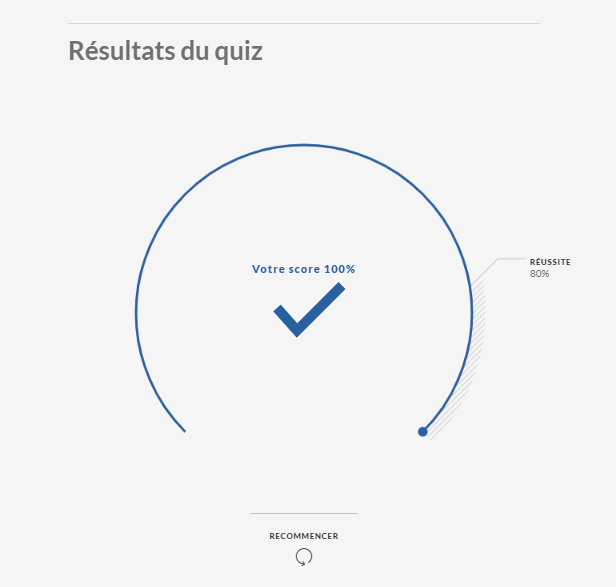 Résultats du quiz
Votre score 100%
RÉUSSITE
80%
RECOMMENCER